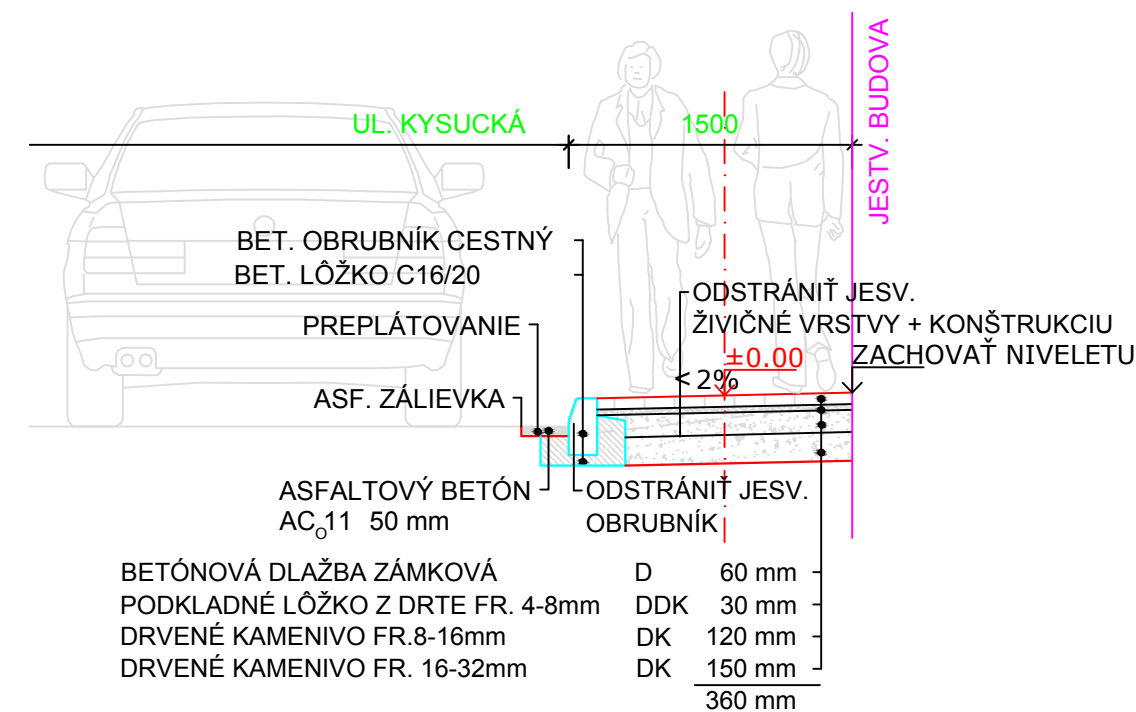 UL. KYSUCKÁ
1500
JESTV. BUDOVA
BET. OBRUBNÍK CESTNÝ
BET. LÔŽKO C16/20
PREPLÁTOVANIE
ASF. ZÁLIEVKA
ODSTRÁNIŤ JESV.
ŽIVIČNÉ VRSTVY + KONŠTRUKCIU
±0.00
ZACHOVAŤ NIVELETU
< 2%
ASFALTOVÝ BETÓN
ACO11 50 mm
ODSTRÁNIŤ JESV.
OBRUBNÍK
BETÓNOVÁ DLAŽBA ZÁMKOVÁ D 60 mm
PODKLADNÉ LÔŽKO Z DRTE FR. 4-8mm DDK 30 mm
DRVENÉ KAMENIVO FR.8-16mm DK 120 mm
DRVENÉ KAMENIVO FR. 16-32mm DK 150 mm
360 mm